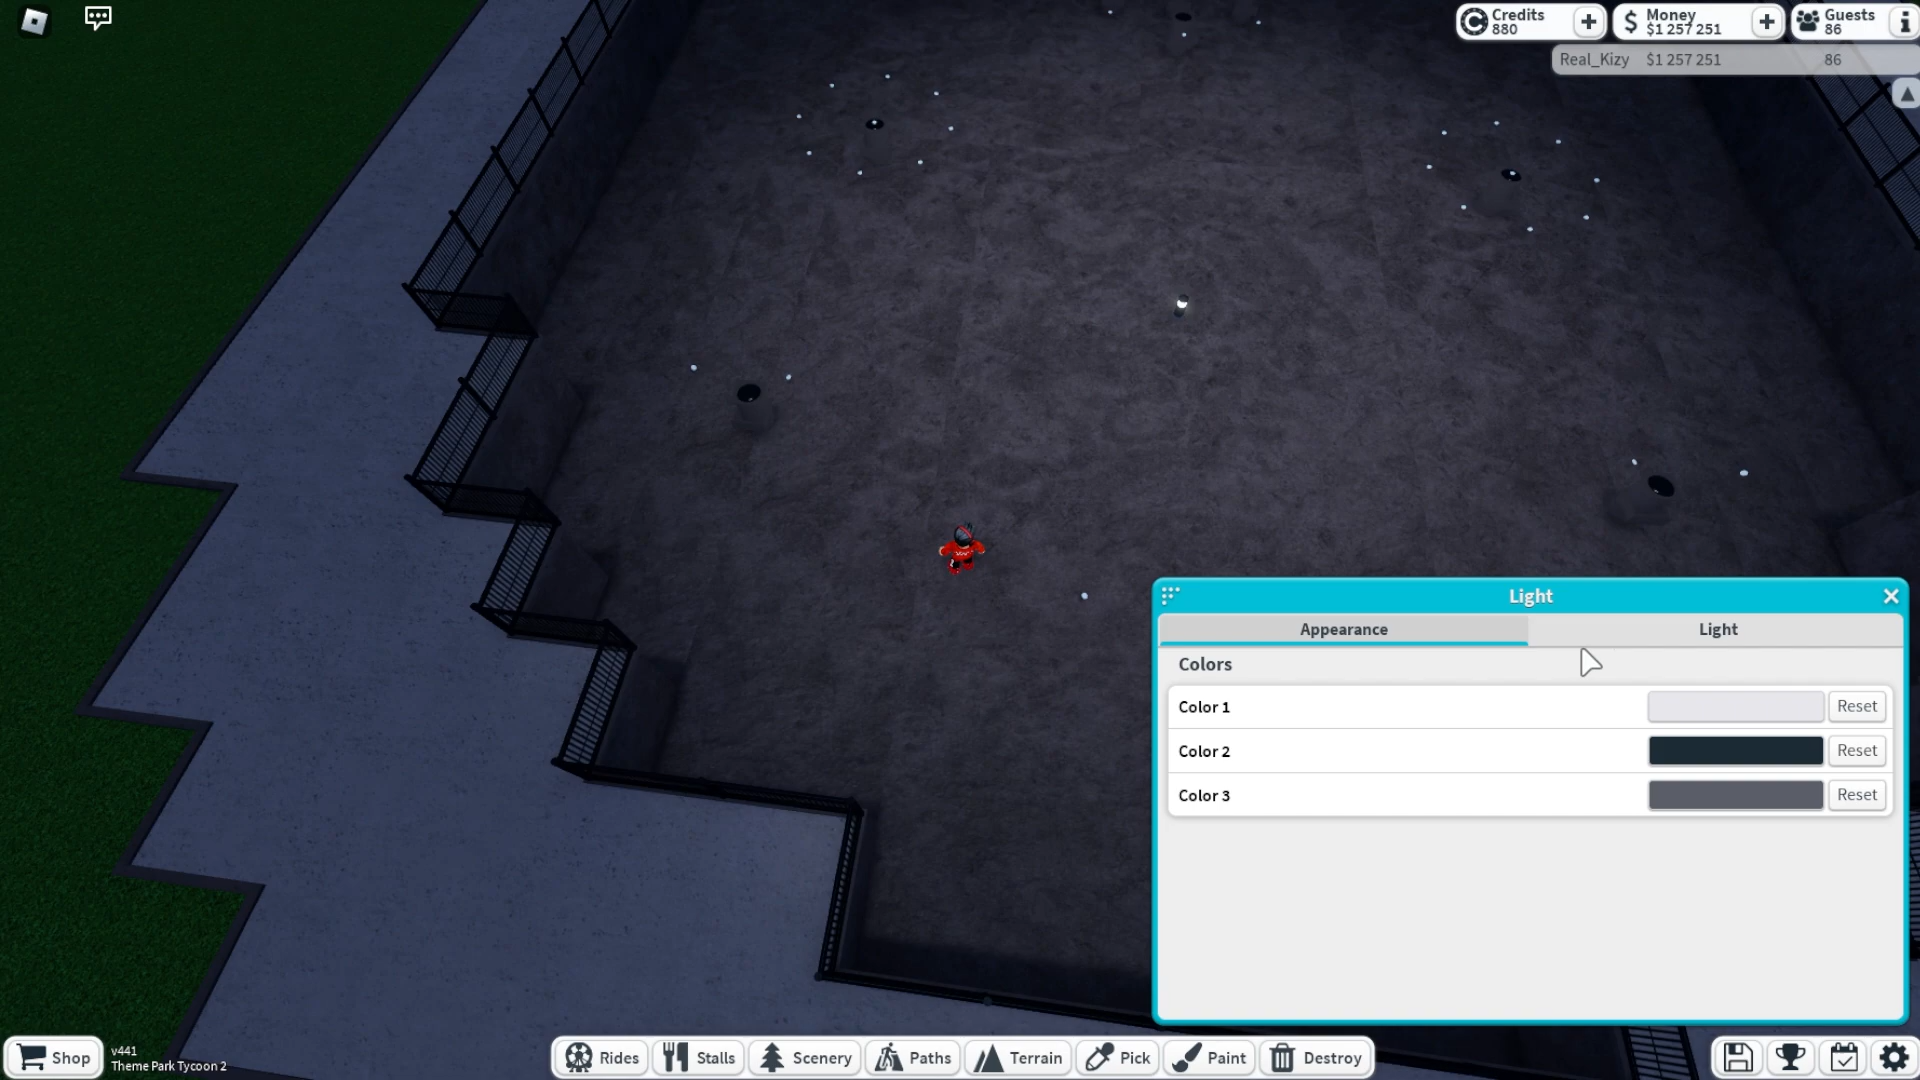 Credits
880
Money
$1 257 251
Guests
86
Real_Kizy $1 257 251 86
Light
Appearance Light
Colors
Color 1 Reset
Color 2 Reset
Color 3 Reset
Shop
v441
Theme Park Tycoon 2
Rides Stalls Scenery Paths Terrain Pick Paint Destroy